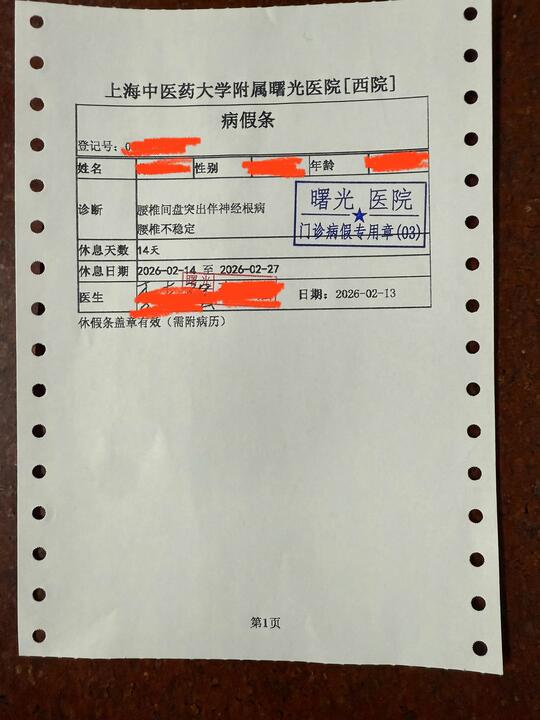 上海中医药大学附属曙光医院[西院]
病假条
登记号：0
姓名 性别 年龄
诊断 腰椎间盘突出伴神经根病
腰椎不稳定
曙光 医院
门诊病假专用章(03)
休息天数 14天
休息日期 2026-02-14 至 2026-02-27
曙光
医生 日期：2026-02-13
休假条盖章有效（需附病历）
第1页